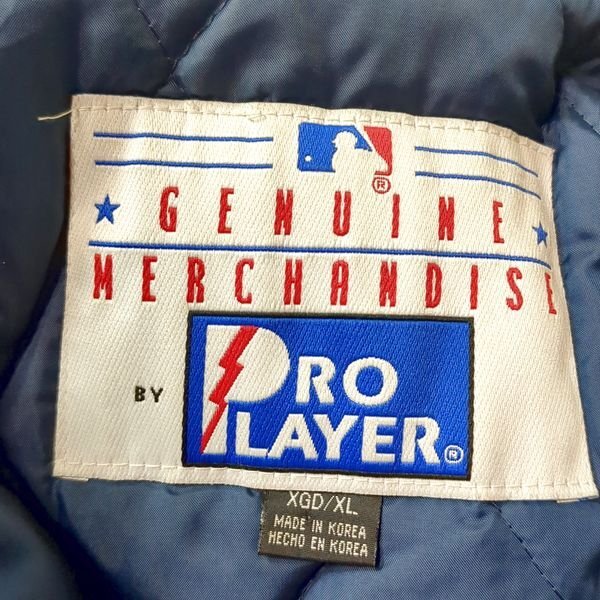 ®
GENUINE
MERCHANDISE
BY PRO
PLAYER®
XGD/XL
MADE IN KOREA
HECHO EN KOREA